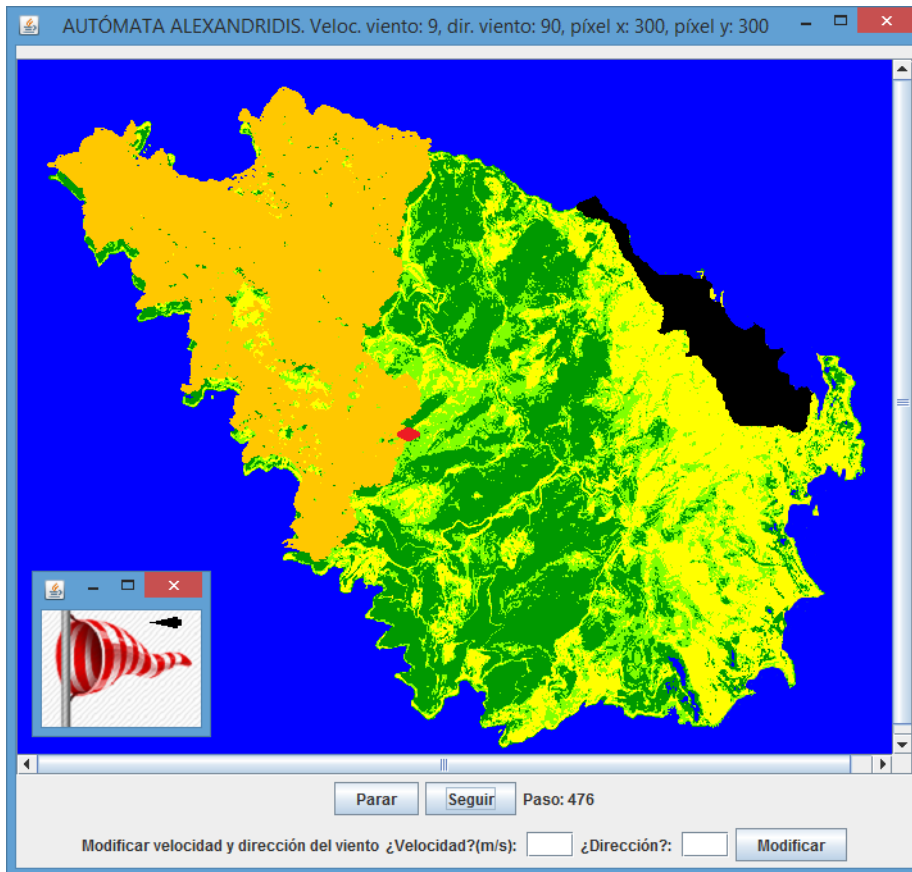 AUTÓMATA ALEXANDRIDIS. Veloc. viento: 9, dir. viento: 90, píxel x: 300, píxel y: 300
Parar Seguir Paso: 476
Modificar velocidad y dirección del viento ¿Velocidad?(m/s): ¿Dirección?: Modificar